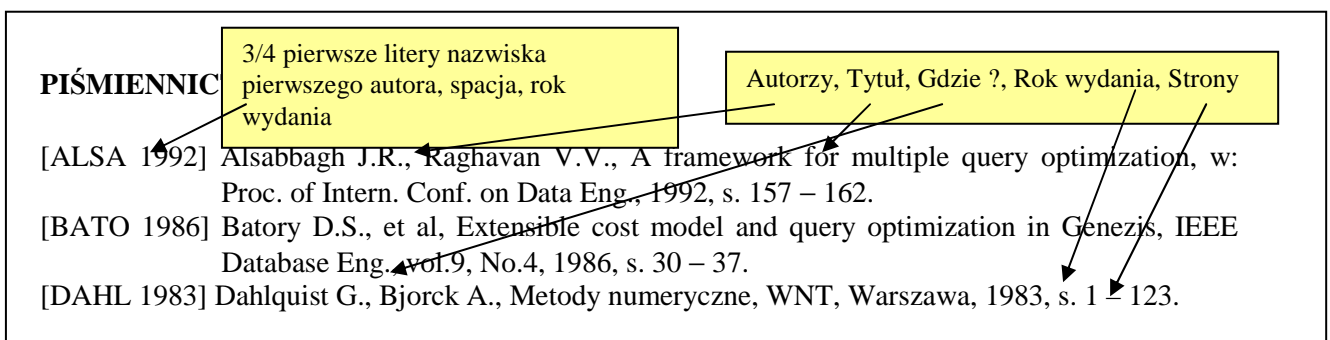 3/4 pierwsze litery nazwiska
pierwszego autora, spacja, rok
wydania
Autorzy, Tytuł, Gdzie ?, Rok wydania, Strony
PIŚMIENNIC
[ALSA 1992] Alsabbagh J.R., Raghavan V.V., A framework for multiple query optimization, w:
Proc. of Intern. Conf. on Data Eng., 1992, s. 157 – 162.
[BATO 1986] Batory D.S., et al, Extensible cost model and query optimization in Genezis, IEEE
Database Eng., vol.9, No.4, 1986, s. 30 – 37.
[DAHL 1983] Dahlquist G., Bjorck A., Metody numeryczne, WNT, Warszawa, 1983, s. 1 – 123.